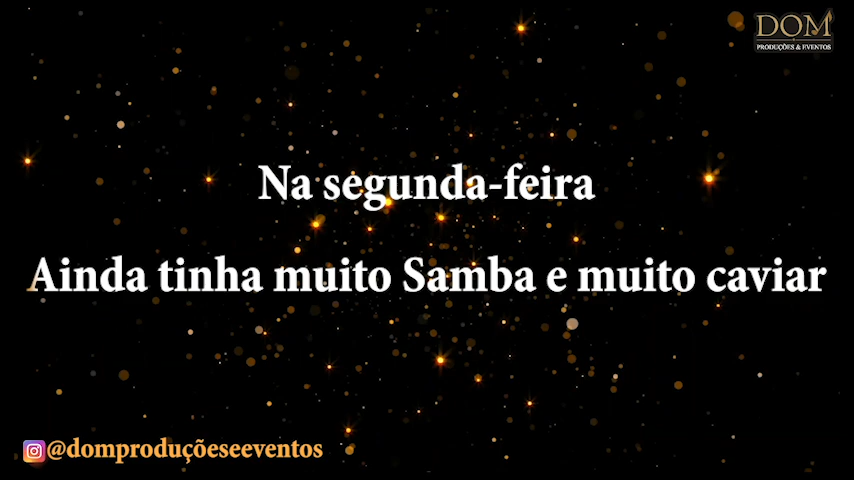 DOM
PRODUÇÕES & EVENTOS
Na segunda-feira
Ainda tinha muito Samba e muito caviar
@domproduçõeseeventos